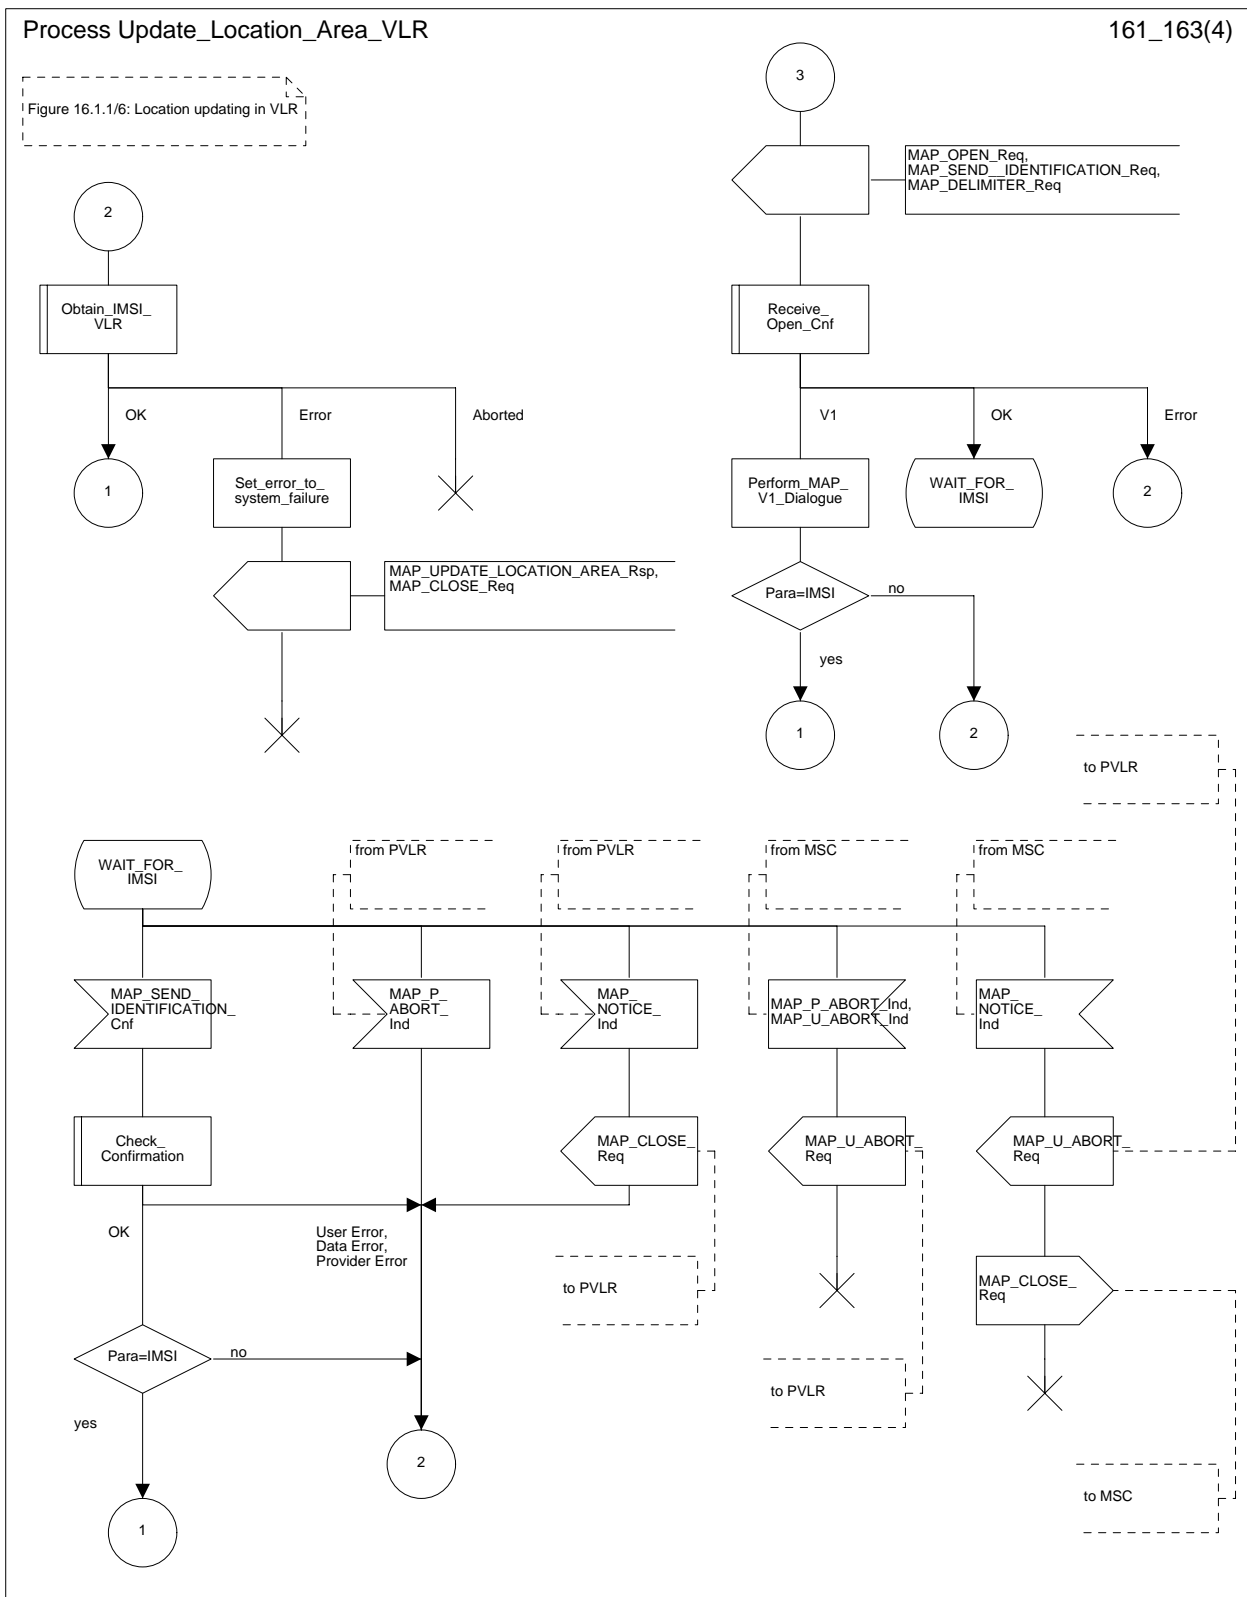 Process Update_Location_Area_VLR
161_163(4)
Figure 16.1.1/6: Location updating in VLR
3
MAP_OPEN_Req,
MAP_SEND__IDENTIFICATION_Req,
MAP_DELIMITER_Req
2
Obtain_IMSI_
VLR
Receive_
Open_Cnf
OK
Error
Aborted
V1
OK
Error
1
Set_error_to_
system_failure
Perform_MAP_
V1_Dialogue
WAIT_FOR_
IMSI
2
MAP_UPDATE_LOCATION_AREA_Rsp,
MAP_CLOSE_Req
Para=IMSI
no
yes
1
2
to PVLR
WAIT_FOR_
IMSI
from PVLR
from PVLR
from MSC
from MSC
MAP_SEND_
IDENTIFICATION_
Cnf
MAP_P_
ABORT_
Ind
MAP_
NOTICE_
Ind
MAP_P_ABORT_Ind,
MAP_U_ABORT_Ind
MAP_
NOTICE_
Ind
Check_
Confirmation
MAP_CLOSE_
Req
MAP_U_ABORT_
Req
MAP_U_ABORT_
Req
OK
User Error,
Data Error,
Provider Error
to PVLR
MAP_CLOSE_
Req
Para=IMSI
no
to PVLR
yes
2
to MSC
1